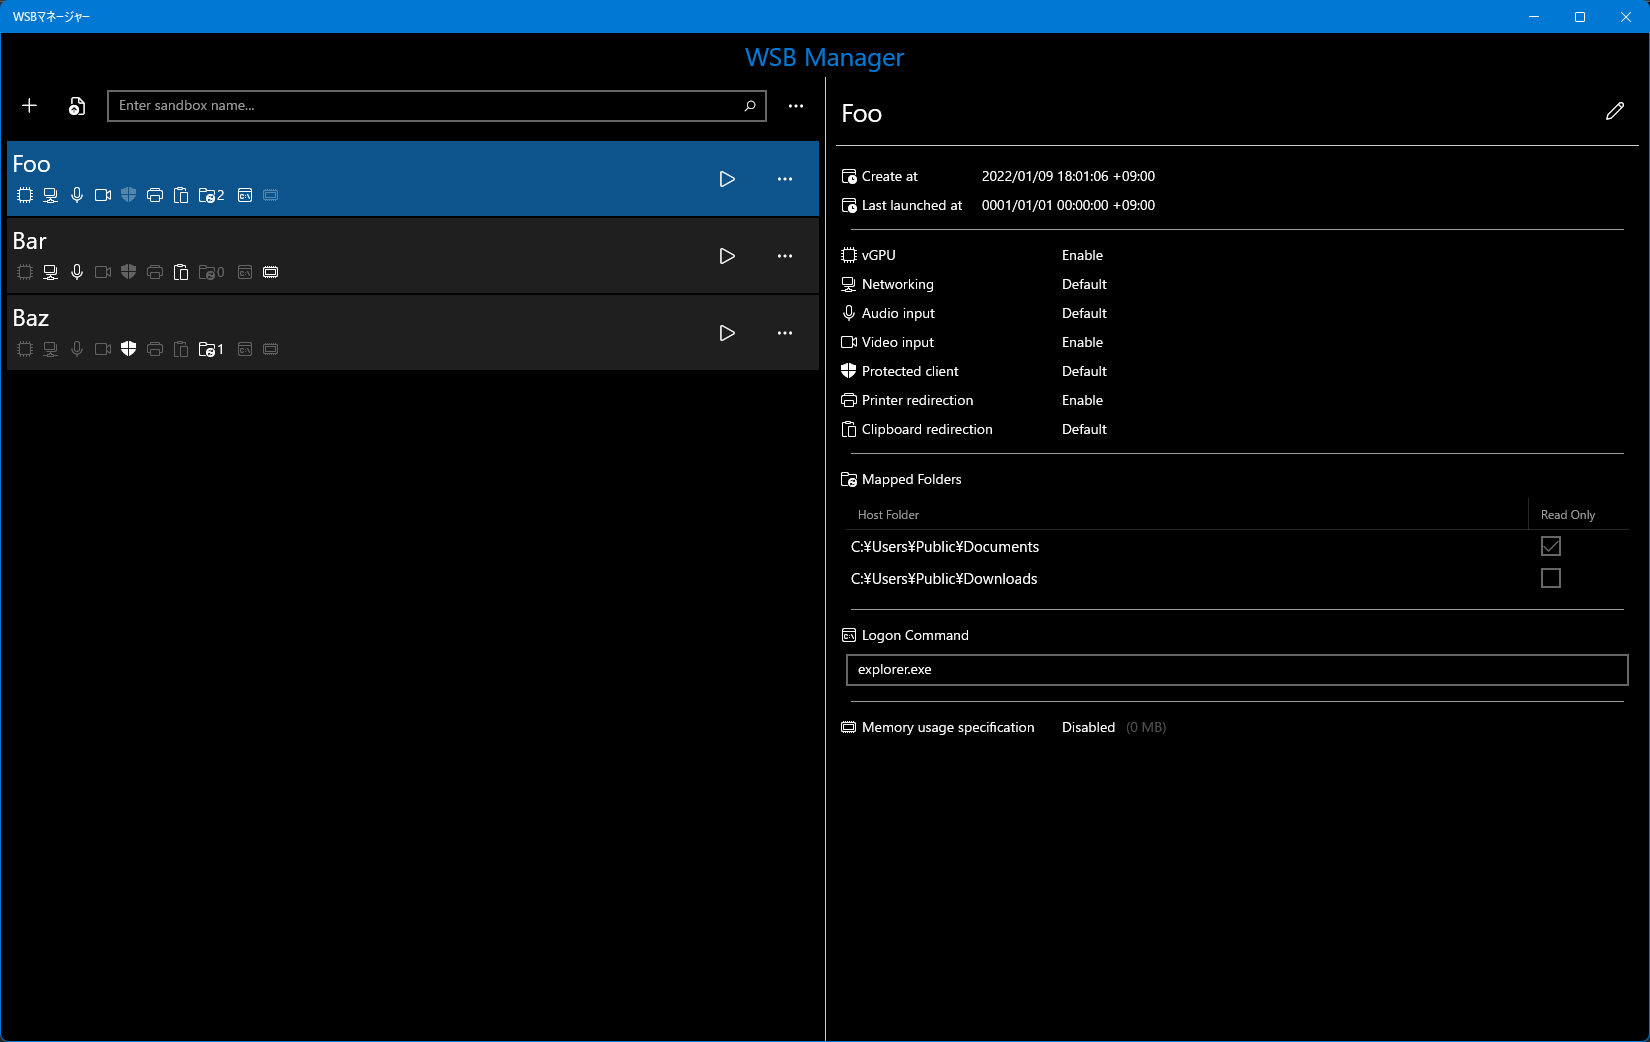 WSBマネージャー
WSB Manager
Enter sandbox name...
Foo
2
Bar
0
Baz
1
Foo
Create at 2022/01/09 18:01:06 +09:00
Last launched at 0001/01/01 00:00:00 +09:00
vGPU Enable
Networking Default
Audio input Default
Video input Enable
Protected client Default
Printer redirection Enable
Clipboard redirection Default
Mapped Folders
Host Folder Read Only
C:¥Users¥Public¥Documents
C:¥Users¥Public¥Downloads
Logon Command
explorer.exe
Memory usage specification Disabled (0 MB)